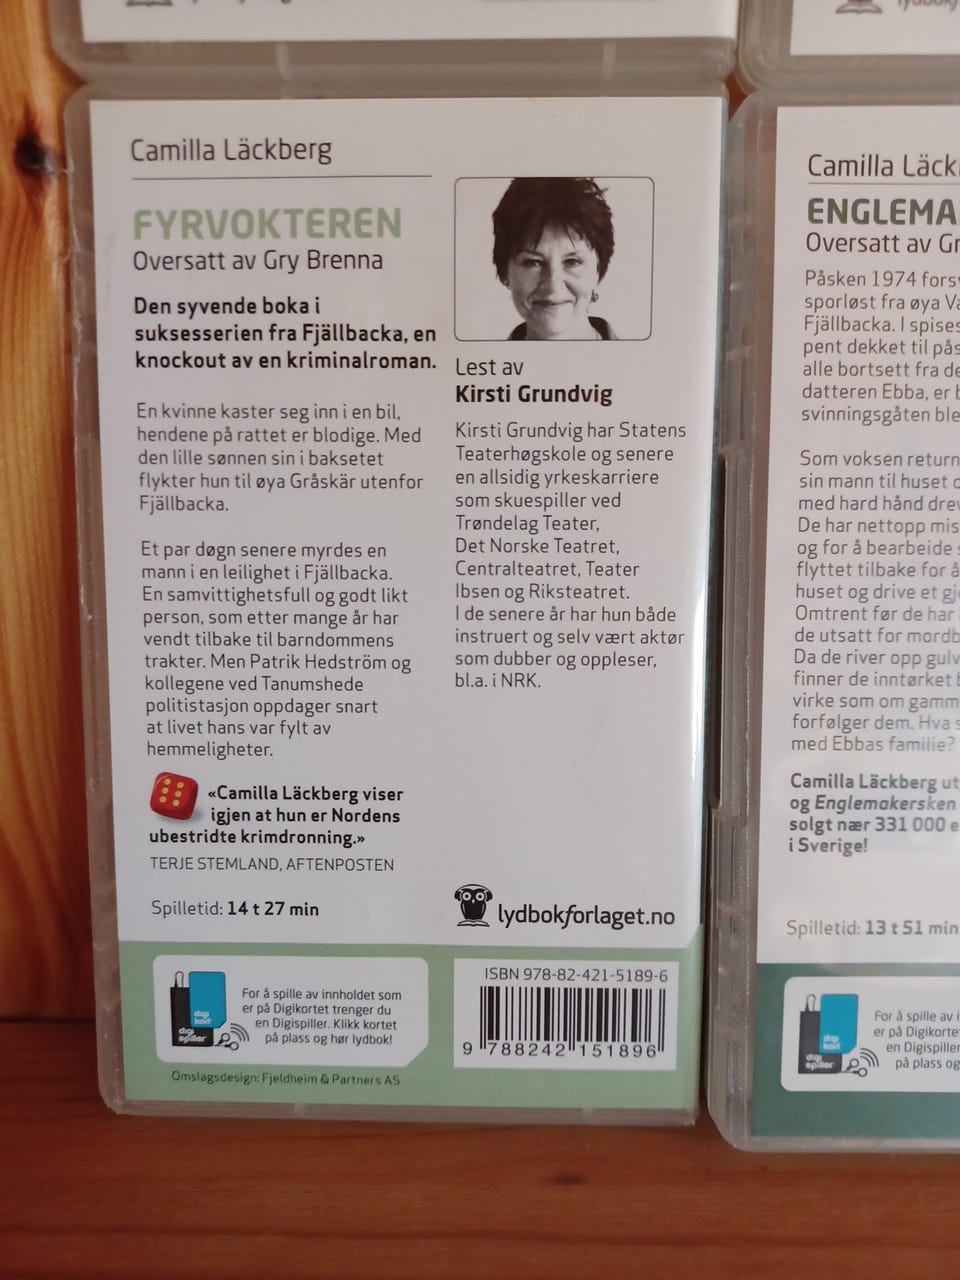 Camilla Läckberg
FYRVOKTEREN
Oversatt av Gry Brenna
Den syvende boka i
suksesserien fra Fjällbacka, en
knockout av en kriminalroman.
En kvinne kaster seg inn i en bil,
hendene på rattet er blodige. Med
den lille sønnen sin i baksetet
flykter hun til øya Gråskär utenfor
Fjällbacka.
Et par døgn senere myrdes en
mann i en leilighet i Fjällbacka.
En samvittighetsfull og godt likt
person, som etter mange år har
vendt tilbake til barndommens
trakter. Men Patrik Hedström og
kollegene ved Tanumshede
politistasjon oppdager snart
at livet hans var fylt av
hemmeligheter.
«Camilla Läckberg viser
igjen at hun er Nordens
ubestridte krimdronning.»
TERJE STEMLAND, AFTENPOSTEN
Spilletid: 14 t 27 min
Lest av
Kirsti Grundvig
Kirsti Grundvig har Statens
Teaterhøgskole og senere
en allsidig yrkeskarriere
som skuespiller ved
Trøndelag Teater,
Det Norske Teatret,
Centralteatret, Teater
Ibsen og Riksteatret.
I de senere år har hun både
instruert og selv vært aktør
som dubber og oppleser,
bl.a. i NRK.
lydbokforlaget.no
digi
kort
digi
spiller
For å spille av innholdet som
er på Digikortet trenger du
en Digispiller. Klikk kortet
på plass og hør lydbok!
Omslagsdesign: Fjeldheim & Partners AS
ISBN 978-82-421-5189-6
9 788242 151896
Camilla Läck
ENGLEMA
Oversatt av Gr
Påsken 1974 forsv
sporløst fra øya Va
Fjällbacka. I spises
pent dekket til pås
alle bortsett fra de
datteren Ebba, er b
svinningsgåten ble
Som voksen return
sin mann til huset d
med hard hånd drev
De har nettopp mis
og for å bearbeide s
flyttet tilbake for å
huset og drive et gj
Omtrent før de har
de utsatt for mordb
Da de river opp gulv
finner de inntørket b
virke som om gamm
forfølger dem. Hva s
med Ebbas familie?
Camilla Läckberg ut
og Englemakersken
solgt nær 331 000 e
i Sverige!
Spilletid: 13 t 51 min
digi
kort
digi
spiller
For å spille av i
er på Digikorte
en Digispiller
på plass og